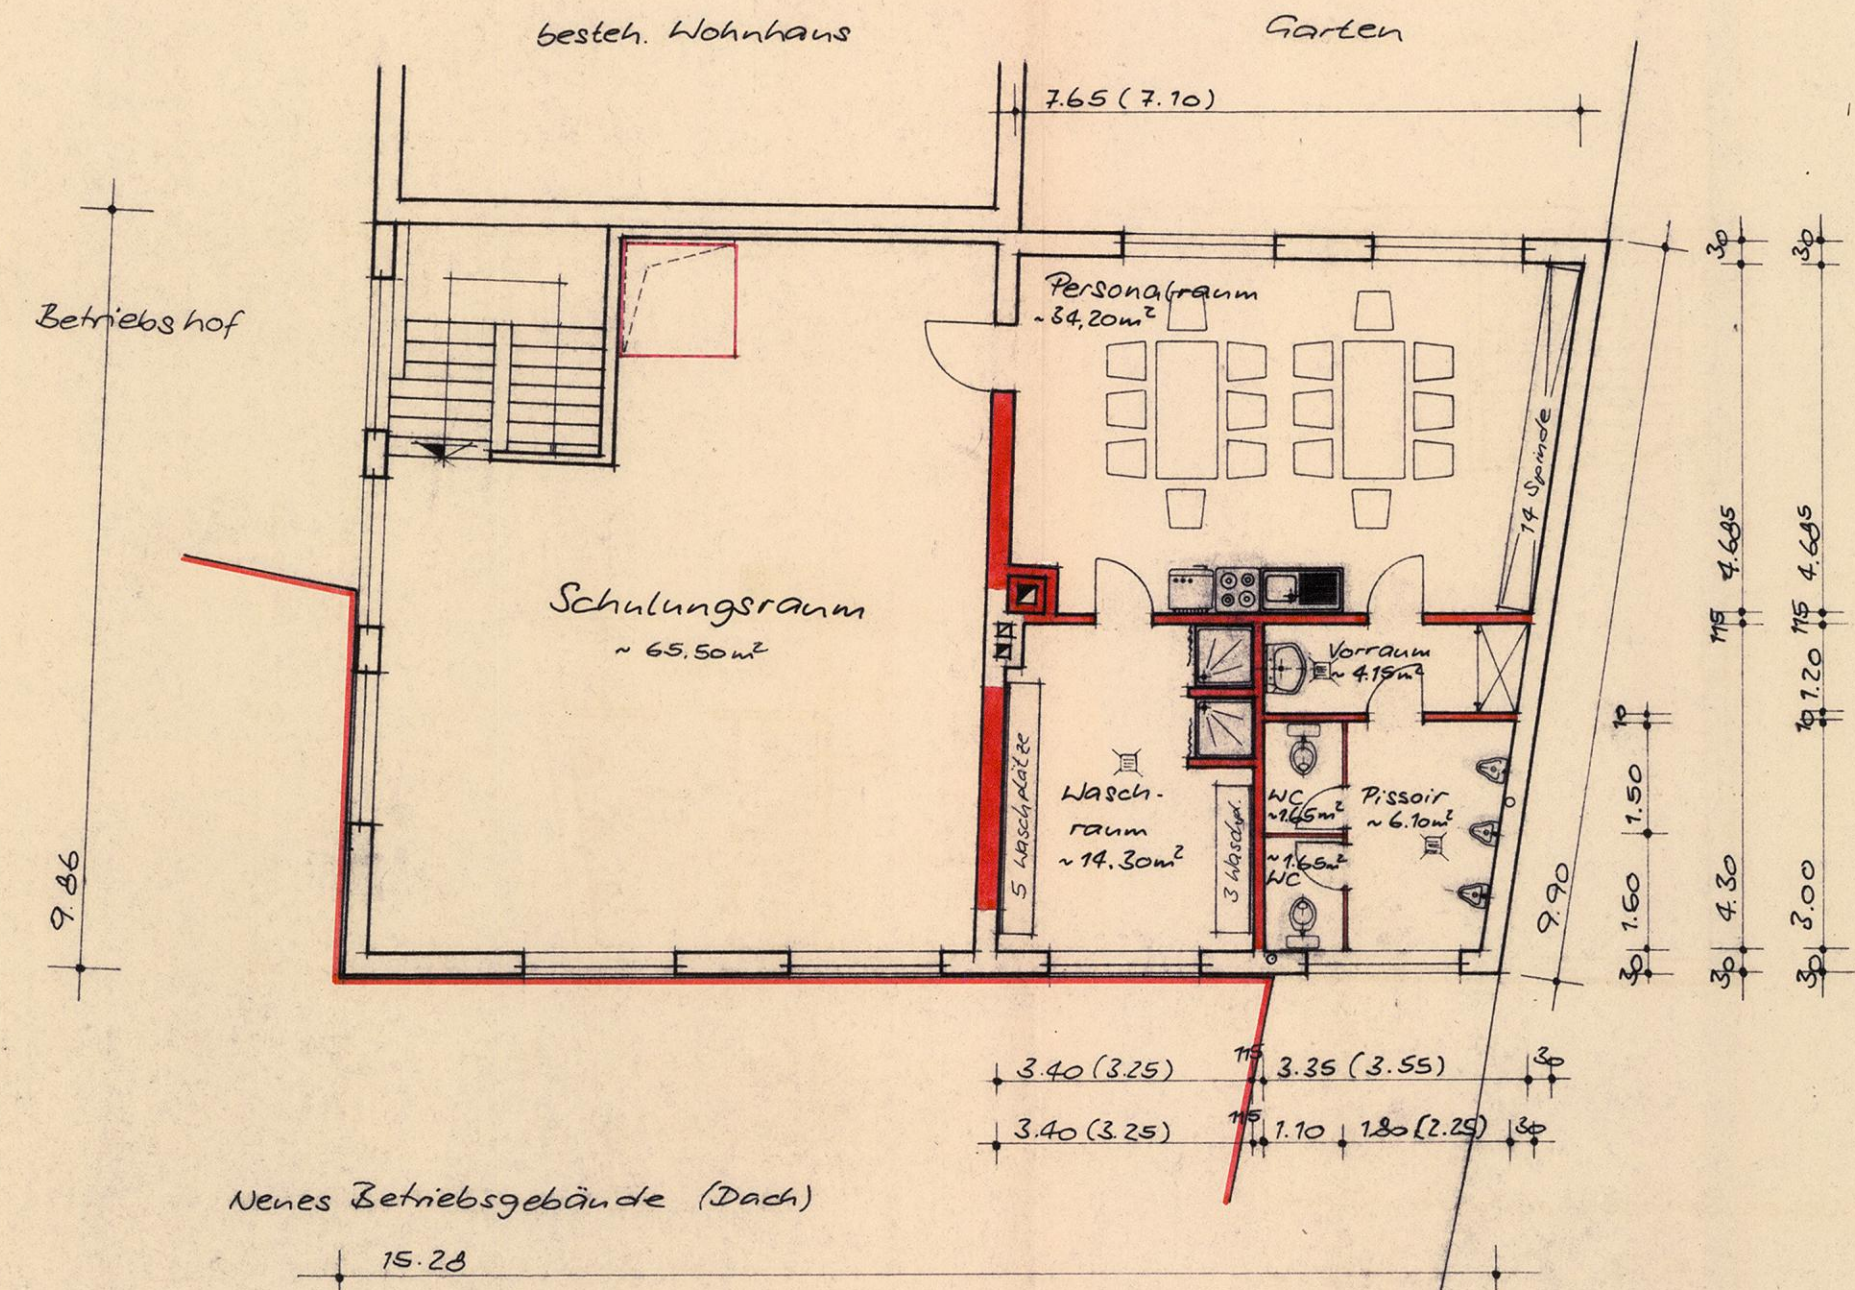 besteh. Wohnhaus
Garten
7.65 (7.10)
Betriebshof
Personalraum
~34,20m²
14 Spinde
Schulungsraum
~ 65.50m²
Vorraum
~ 4.15m²
5 Waschplätze
Wasch-
raum
~14.30m²
3 Waschpl.
WC
~1.65m²
~1.65m²
WC
Pissoir
~ 6.10m²
9.86
9.90
10
1.50
1.60
30
30
4.685
115
4.30
30
30
4.685
115
1.20
10
3.00
30
3.40 (3.25)
115
3.35 (3.55)
30
3.40 (3.25)
115
1.10
1.80 (2.25)
30
Neues Betriebsgebäude (Dach)
15.28